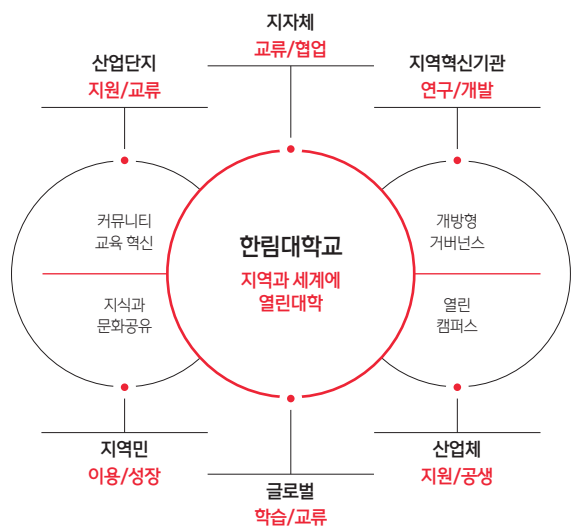 지자체
교류/협업
산업단지
지원/교류
지역혁신기관
연구/개발
커뮤니티
교육 혁신
개방형
거버넌스
한림대학교
지역과 세계에
열린대학
지식과
문화공유
열린
캠퍼스
지역민
이용/성장
산업체
지원/공생
글로벌
학습/교류